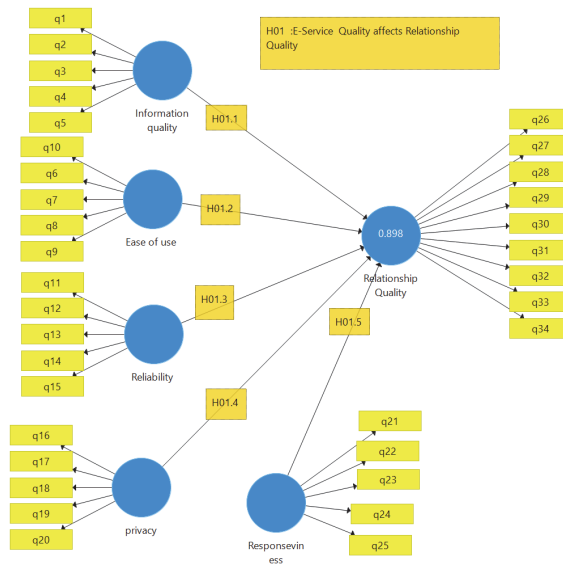 q1
q2
q3
q4
q5
Information
quality
H01 :E-Service Quality affects Relationship
Quality
H01.1
q10
q6
q7
q8
q9
Ease of use
H01.2
q26
q27
q28
q29
q30
q31
q32
q33
q34
0.898
Relationship
Quality
q11
q12
q13
q14
q15
Reliability
H01.3
H01.5
H01.4
q16
q17
q18
q19
q20
privacy
q21
q22
q23
q24
q25
Responsevin
ess